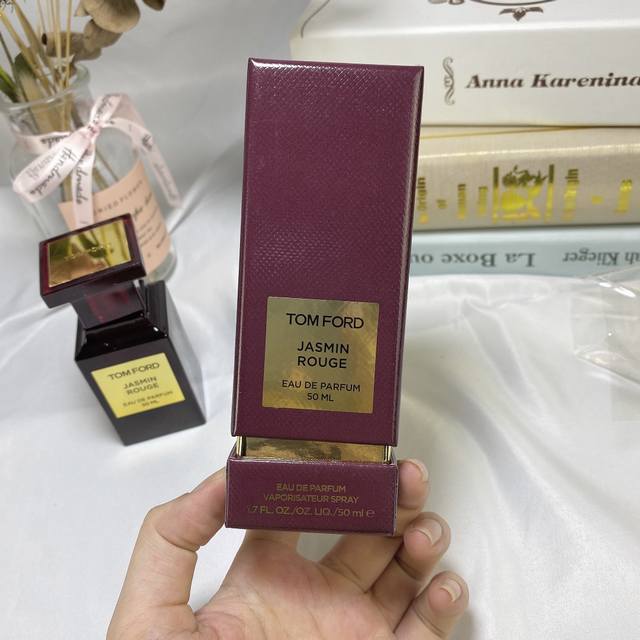 Anna Karenina
La Boxe ou
TOM FORD
JASMIN
ROUGE
EAU DE PARFUM
50 ML
EAU DE PARFUM
VAPORISATEUR SPRAY
1.7 FL. OZ./OZ. LIQ./50 ml e
TOM FORD
JASMIN
ROUGE
EAU DE PARFUM
50 ML
Handmade